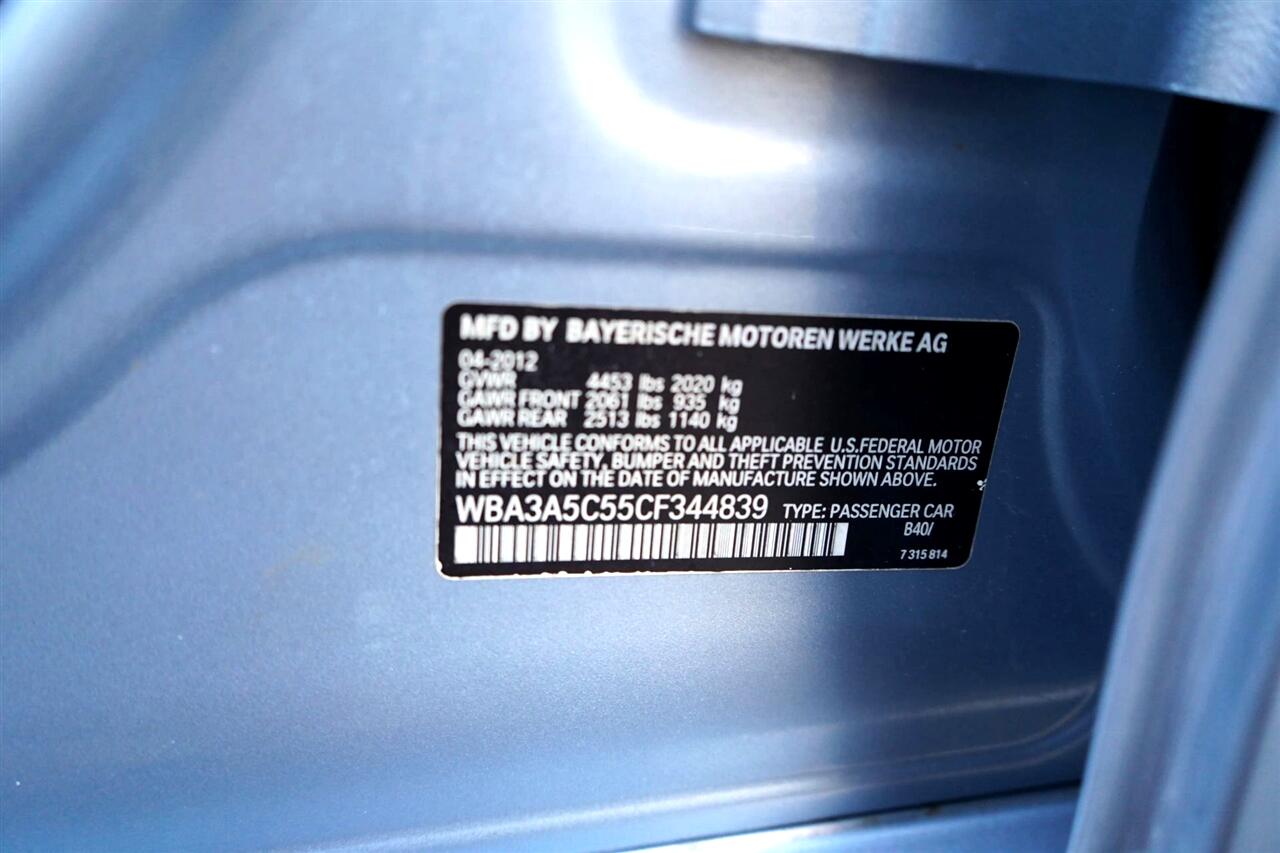 MFD BY BAYERISCHE MOTOREN WERKE AG
04-2012
GVWR 4453 lbs 2020 kg
GAWR FRONT 2061 lbs 935 kg
GAWR REAR 2513 lbs 1140 kg
THIS VEHICLE CONFORMS TO ALL APPLICABLE U.S.FEDERAL MOTOR
VEHICLE SAFETY, BUMPER AND THEFT PREVENTION STANDARDS
IN EFFECT ON THE DATE OF MANUFACTURE SHOWN ABOVE.
WBA3A5C55CF344839 TYPE: PASSENGER CAR
B40/
7 315 814